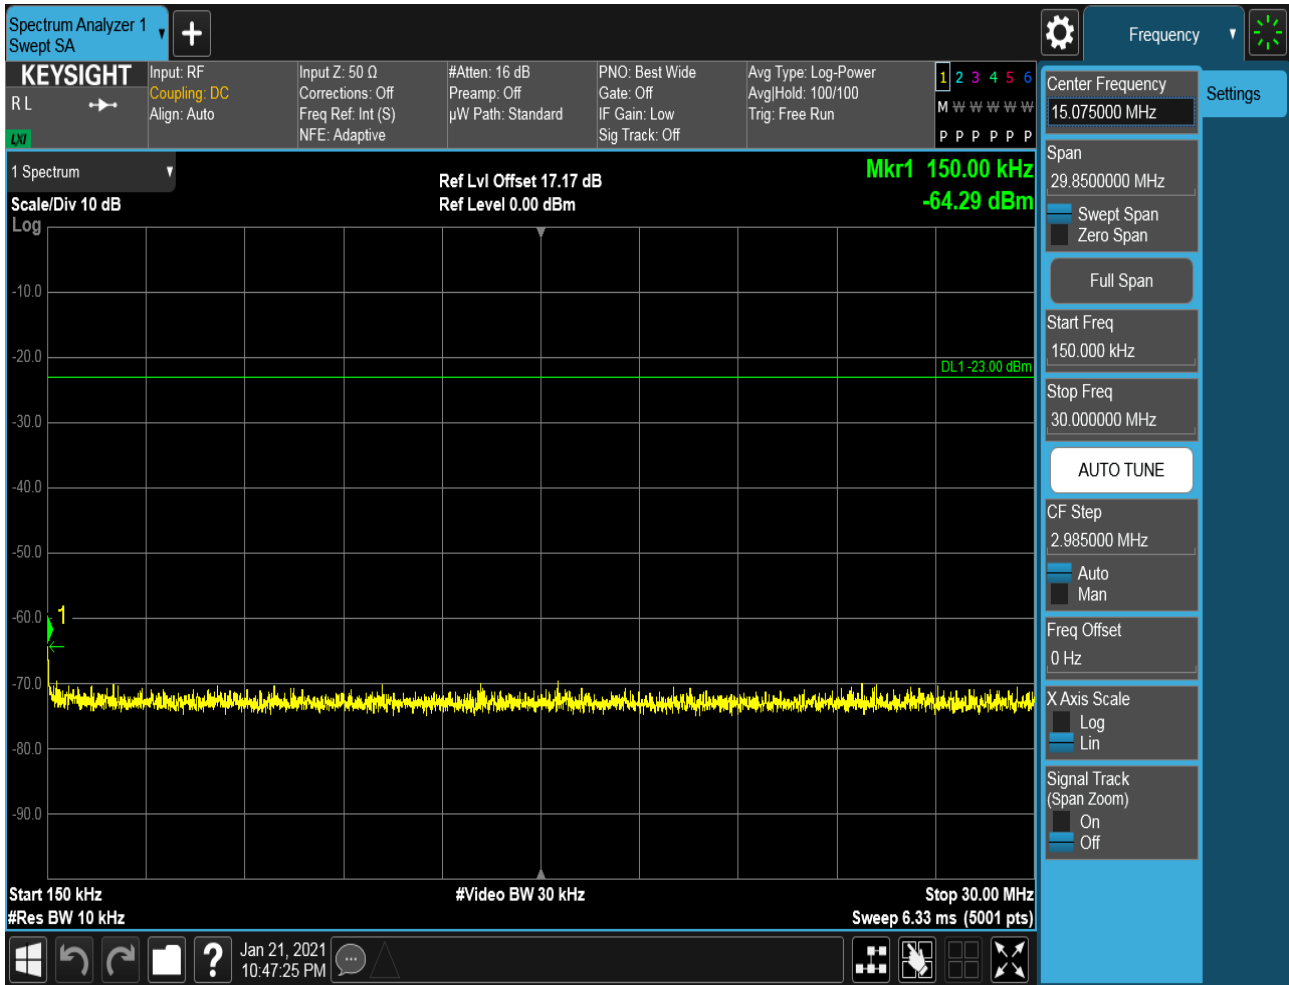 Spectrum Analyzer 1
Swept SA
Frequency
KEYSIGHT
R L
LXI
Input: RF
Coupling: DC
Align: Auto
Input Z: 50 Ω
Corrections: Off
Freq Ref: Int (S)
NFE: Adaptive
#Atten: 16 dB
Preamp: Off
µW Path: Standard
PNO: Best Wide
Gate: Off
IF Gain: Low
Sig Track: Off
Avg Type: Log-Power
Avg|Hold: 100/100
Trig: Free Run
1 2 3 4 5 6
M W W W W W
P P P P P P
1 Spectrum
Scale/Div 10 dB
Log
Ref Lvl Offset 17.17 dB
Ref Level 0.00 dBm
Mkr1 150.00 kHz
-64.29 dBm
-10.0
-20.0
DL1 -23.00 dBm
-30.0
-40.0
-50.0
-60.0
1
-70.0
-80.0
-90.0
Start 150 kHz
#Res BW 10 kHz
#Video BW 30 kHz
Stop 30.00 MHz
Sweep 6.33 ms (5001 pts)
Center Frequency
15.075000 MHz
Settings
Span
29.8500000 MHz
Swept Span
Zero Span
Full Span
Start Freq
150.000 kHz
Stop Freq
30.000000 MHz
AUTO TUNE
CF Step
2.985000 MHz
Auto
Man
Freq Offset
0 Hz
X Axis Scale
Log
Lin
Signal Track
(Span Zoom)
On
Off
?
Jan 21, 2021
10:47:25 PM